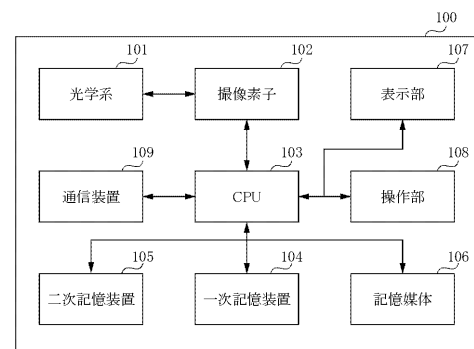 100
101
102
107
光学系
撮像素子
表示部
109
103
108
通信装置
CPU
操作部
105
104
106
二次記憶装置
一次記憶装置
記憶媒体